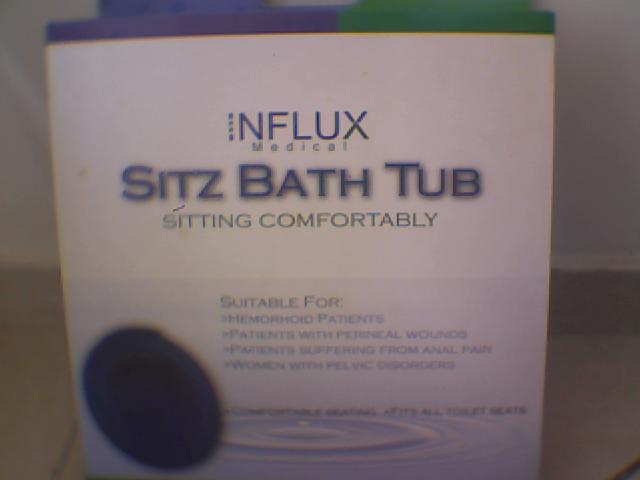 INFLUX
Medical
SITZ BATH TUB
SITTING COMFORTABLY
SUITABLE FOR:
»HEMORHOID PATIENTS
»PATIENTS WITH PERINEAL WOUNDS
»PATIENTS SUFFERING FROM ANAL PAIN
»WOMEN WITH PELVIC DISORDERS
»COMFORTABLE SEATING. »FITS ALL TOILET SEATS